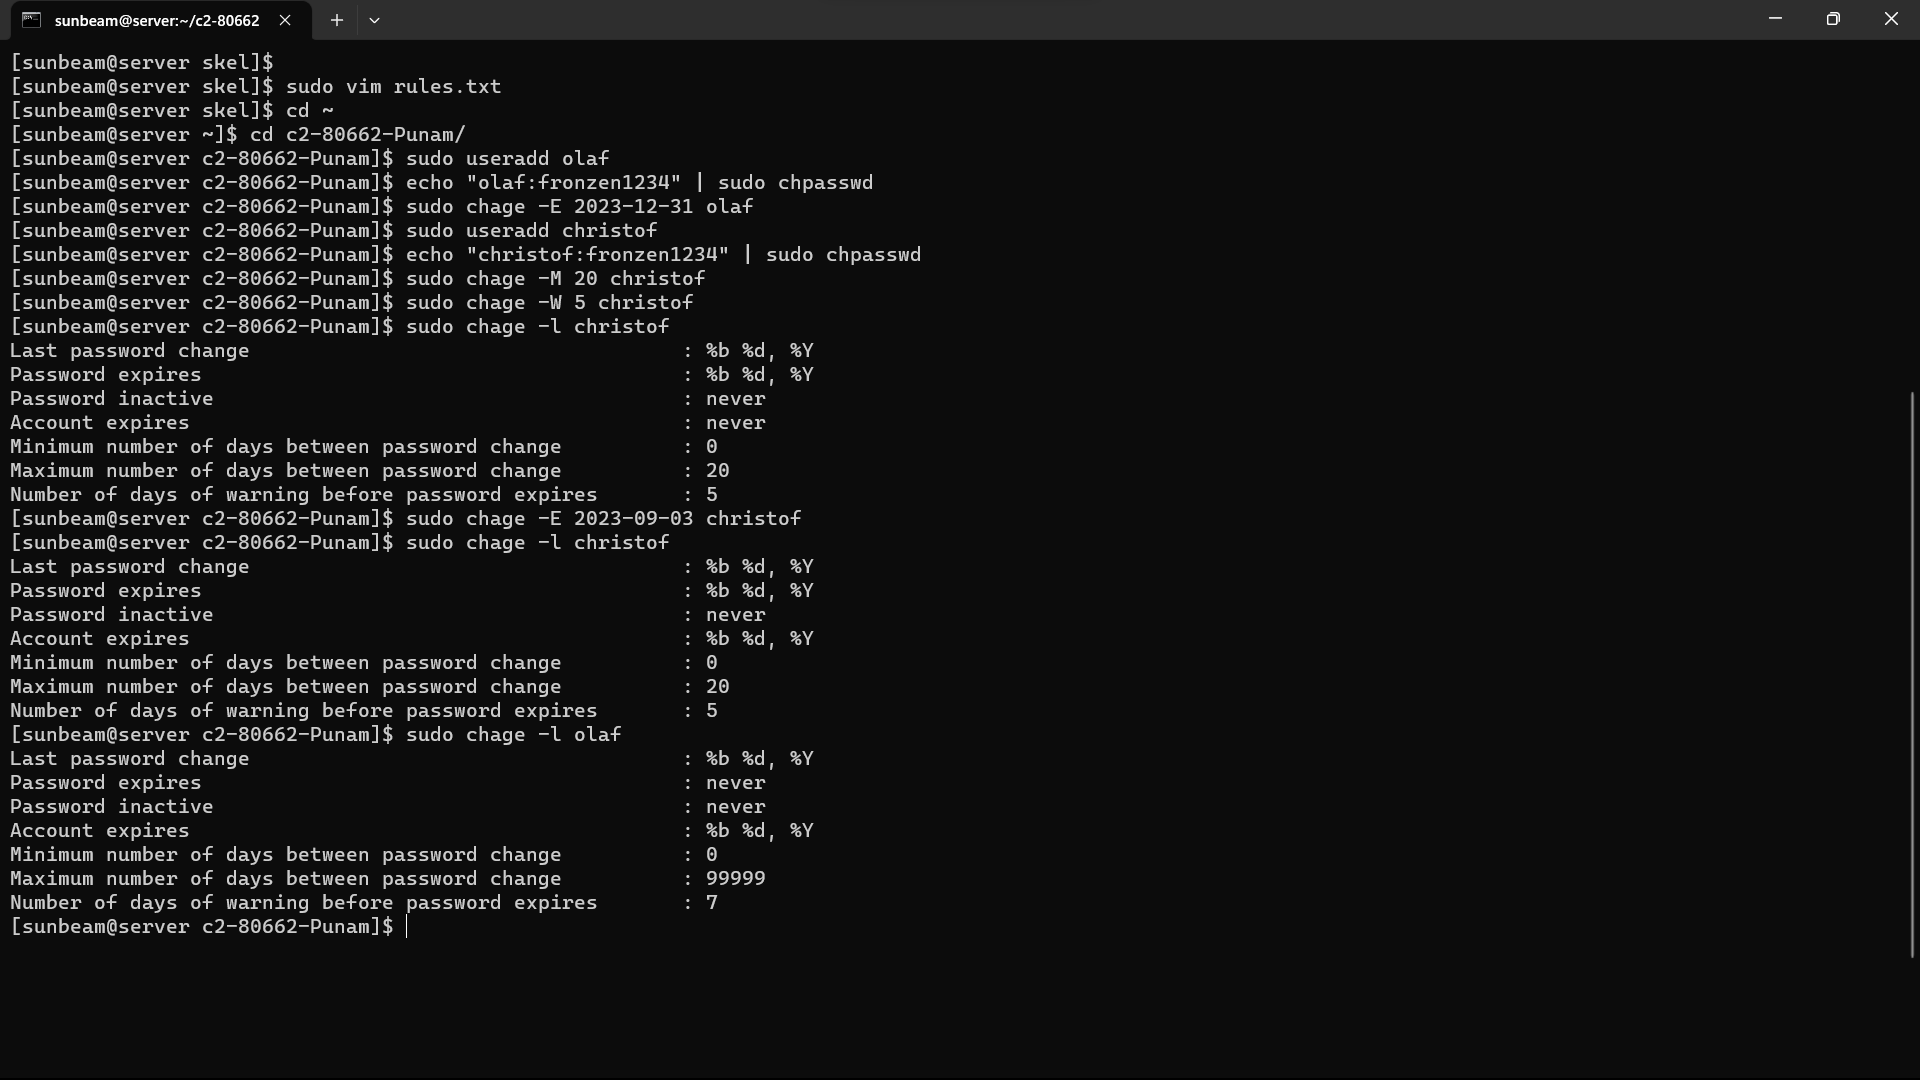 sunbeam@server:~/c2-80662
[sunbeam@server skel]$
[sunbeam@server skel]$ sudo vim rules.txt
[sunbeam@server skel]$ cd ~
[sunbeam@server ~]$ cd c2-80662-Punam/
[sunbeam@server c2-80662-Punam]$ sudo useradd olaf
[sunbeam@server c2-80662-Punam]$ echo "olaf:fronzen1234" | sudo chpasswd
[sunbeam@server c2-80662-Punam]$ sudo chage -E 2023-12-31 olaf
[sunbeam@server c2-80662-Punam]$ sudo useradd christof
[sunbeam@server c2-80662-Punam]$ echo "christof:fronzen1234" | sudo chpasswd
[sunbeam@server c2-80662-Punam]$ sudo chage -M 20 christof
[sunbeam@server c2-80662-Punam]$ sudo chage -W 5 christof
[sunbeam@server c2-80662-Punam]$ sudo chage -l christof
Last password change : %b %d, %Y
Password expires : %b %d, %Y
Password inactive : never
Account expires : never
Minimum number of days between password change : 0
Maximum number of days between password change : 20
Number of days of warning before password expires : 5
[sunbeam@server c2-80662-Punam]$ sudo chage -E 2023-09-03 christof
[sunbeam@server c2-80662-Punam]$ sudo chage -l christof
Last password change : %b %d, %Y
Password expires : %b %d, %Y
Password inactive : never
Account expires : %b %d, %Y
Minimum number of days between password change : 0
Maximum number of days between password change : 20
Number of days of warning before password expires : 5
[sunbeam@server c2-80662-Punam]$ sudo chage -l olaf
Last password change : %b %d, %Y
Password expires : never
Password inactive : never
Account expires : %b %d, %Y
Minimum number of days between password change : 0
Maximum number of days between password change : 99999
Number of days of warning before password expires : 7
[sunbeam@server c2-80662-Punam]$